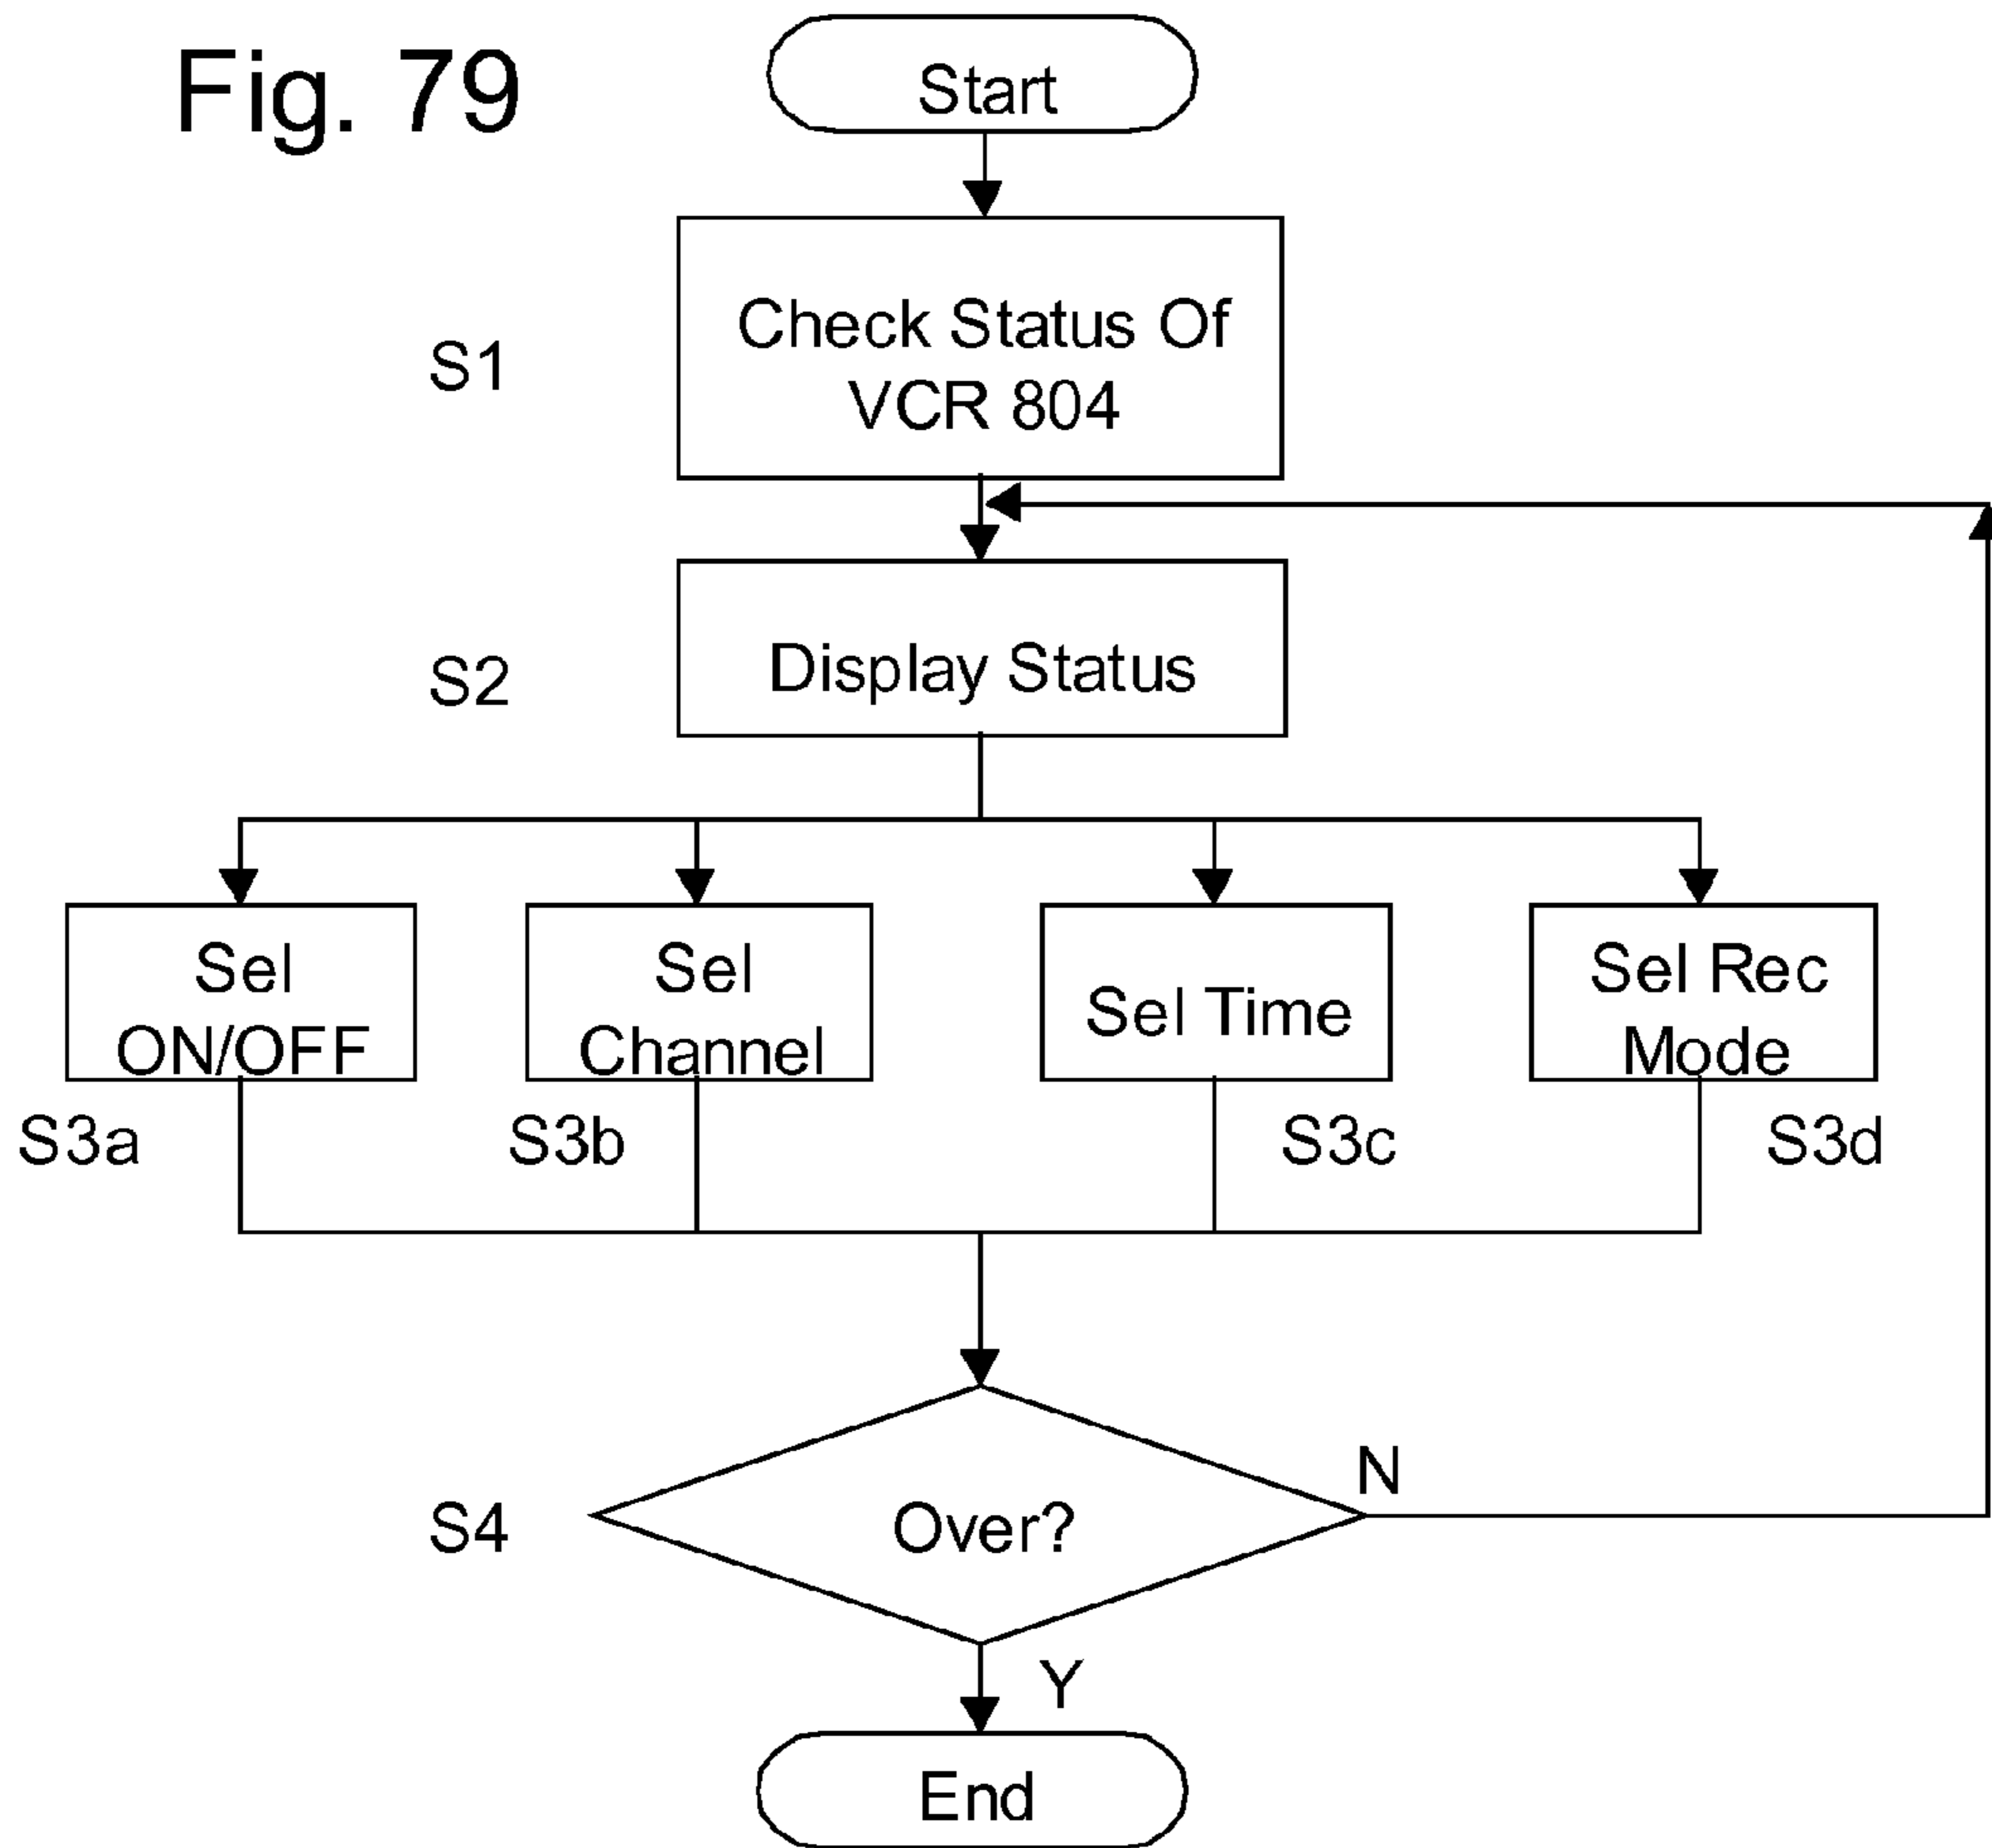 Fig. 79
Start
S1
Check Status Of
VCR 804
S2
Display Status
Sel
ON/OFF
S3a
Sel
Channel
S3b
Sel Time
S3c
Sel Rec
Mode
S3d
S4
Over?
N
Y
End